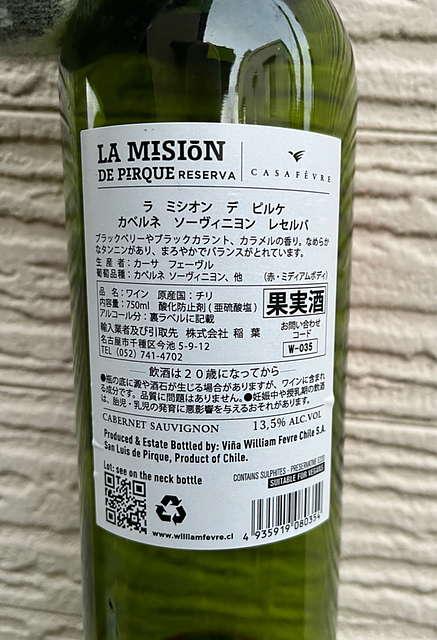 LA MISIōN
DE PIRQUE RESERVA
CASAFÈVRE
ラ ミシオン デ ピルケ
カベルネ ソーヴィニヨン レセルバ
ブラックベリーやブラックカラント、カラメルの香り。なめらか
なタンニンがあり、まろやかでバランスがとれています。
生産者：カーサ フェーヴル
葡萄品種：カベルネ ソーヴィニヨン、他 （赤・ミディアムボディ）
品名：ワイン 原産国：チリ
内容量：750ml 酸化防止剤（亜硫酸塩）
アルコール分：裏ラベルに記載
果実酒
輸入業者及び引取先 株式会社 稲葉
名古屋市千種区今池 5-9-12
TEL (052) 741-4702
お問い合わせ
コード
W-035
飲酒は２０歳になってから
●瓶の底に澱や酒石が生じる場合がありますが、ワインに含まれ
る成分です。品質に問題はありません。●妊娠中や授乳期の飲酒
は、胎児・乳児の発育に悪影響を与えるおそれがあります。
CABERNET SAUVIGNON
13,5% ALC.VOL
Produced & Estate Bottled by: Viña William Fevre Chile S.A.
San Luis de Pirque, Product of Chile.
Lot: see on the neck bottle
CONTAINS SULPHITES - PRESERVATIVE
SUITABLE FOR VEGANS
www.williamfevre.cl
4 935919 080354